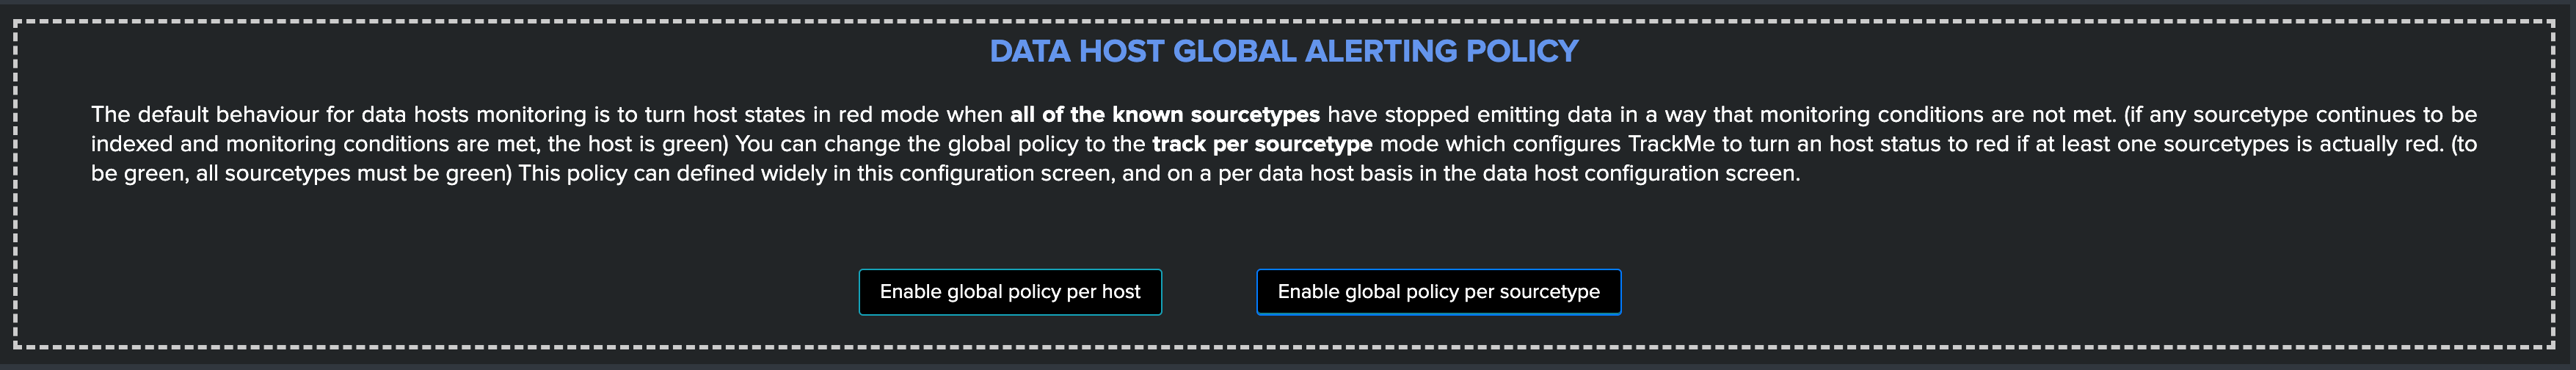 DATA HOST GLOBAL ALERTING POLICY
The default behaviour for data hosts monitoring is to turn host states in red mode when all of the known sourcetypes have stopped emitting data in a way that monitoring conditions are not met. (if any sourcetype continues to be
indexed and monitoring conditions are met, the host is green) You can change the global policy to the track per sourcetype mode which configures TrackMe to turn an host status to red if at least one sourcetypes is actually red. (to
be green, all sourcetypes must be green) This policy can defined widely in this configuration screen, and on a per data host basis in the data host configuration screen.
Enable global policy per host
Enable global policy per sourcetype